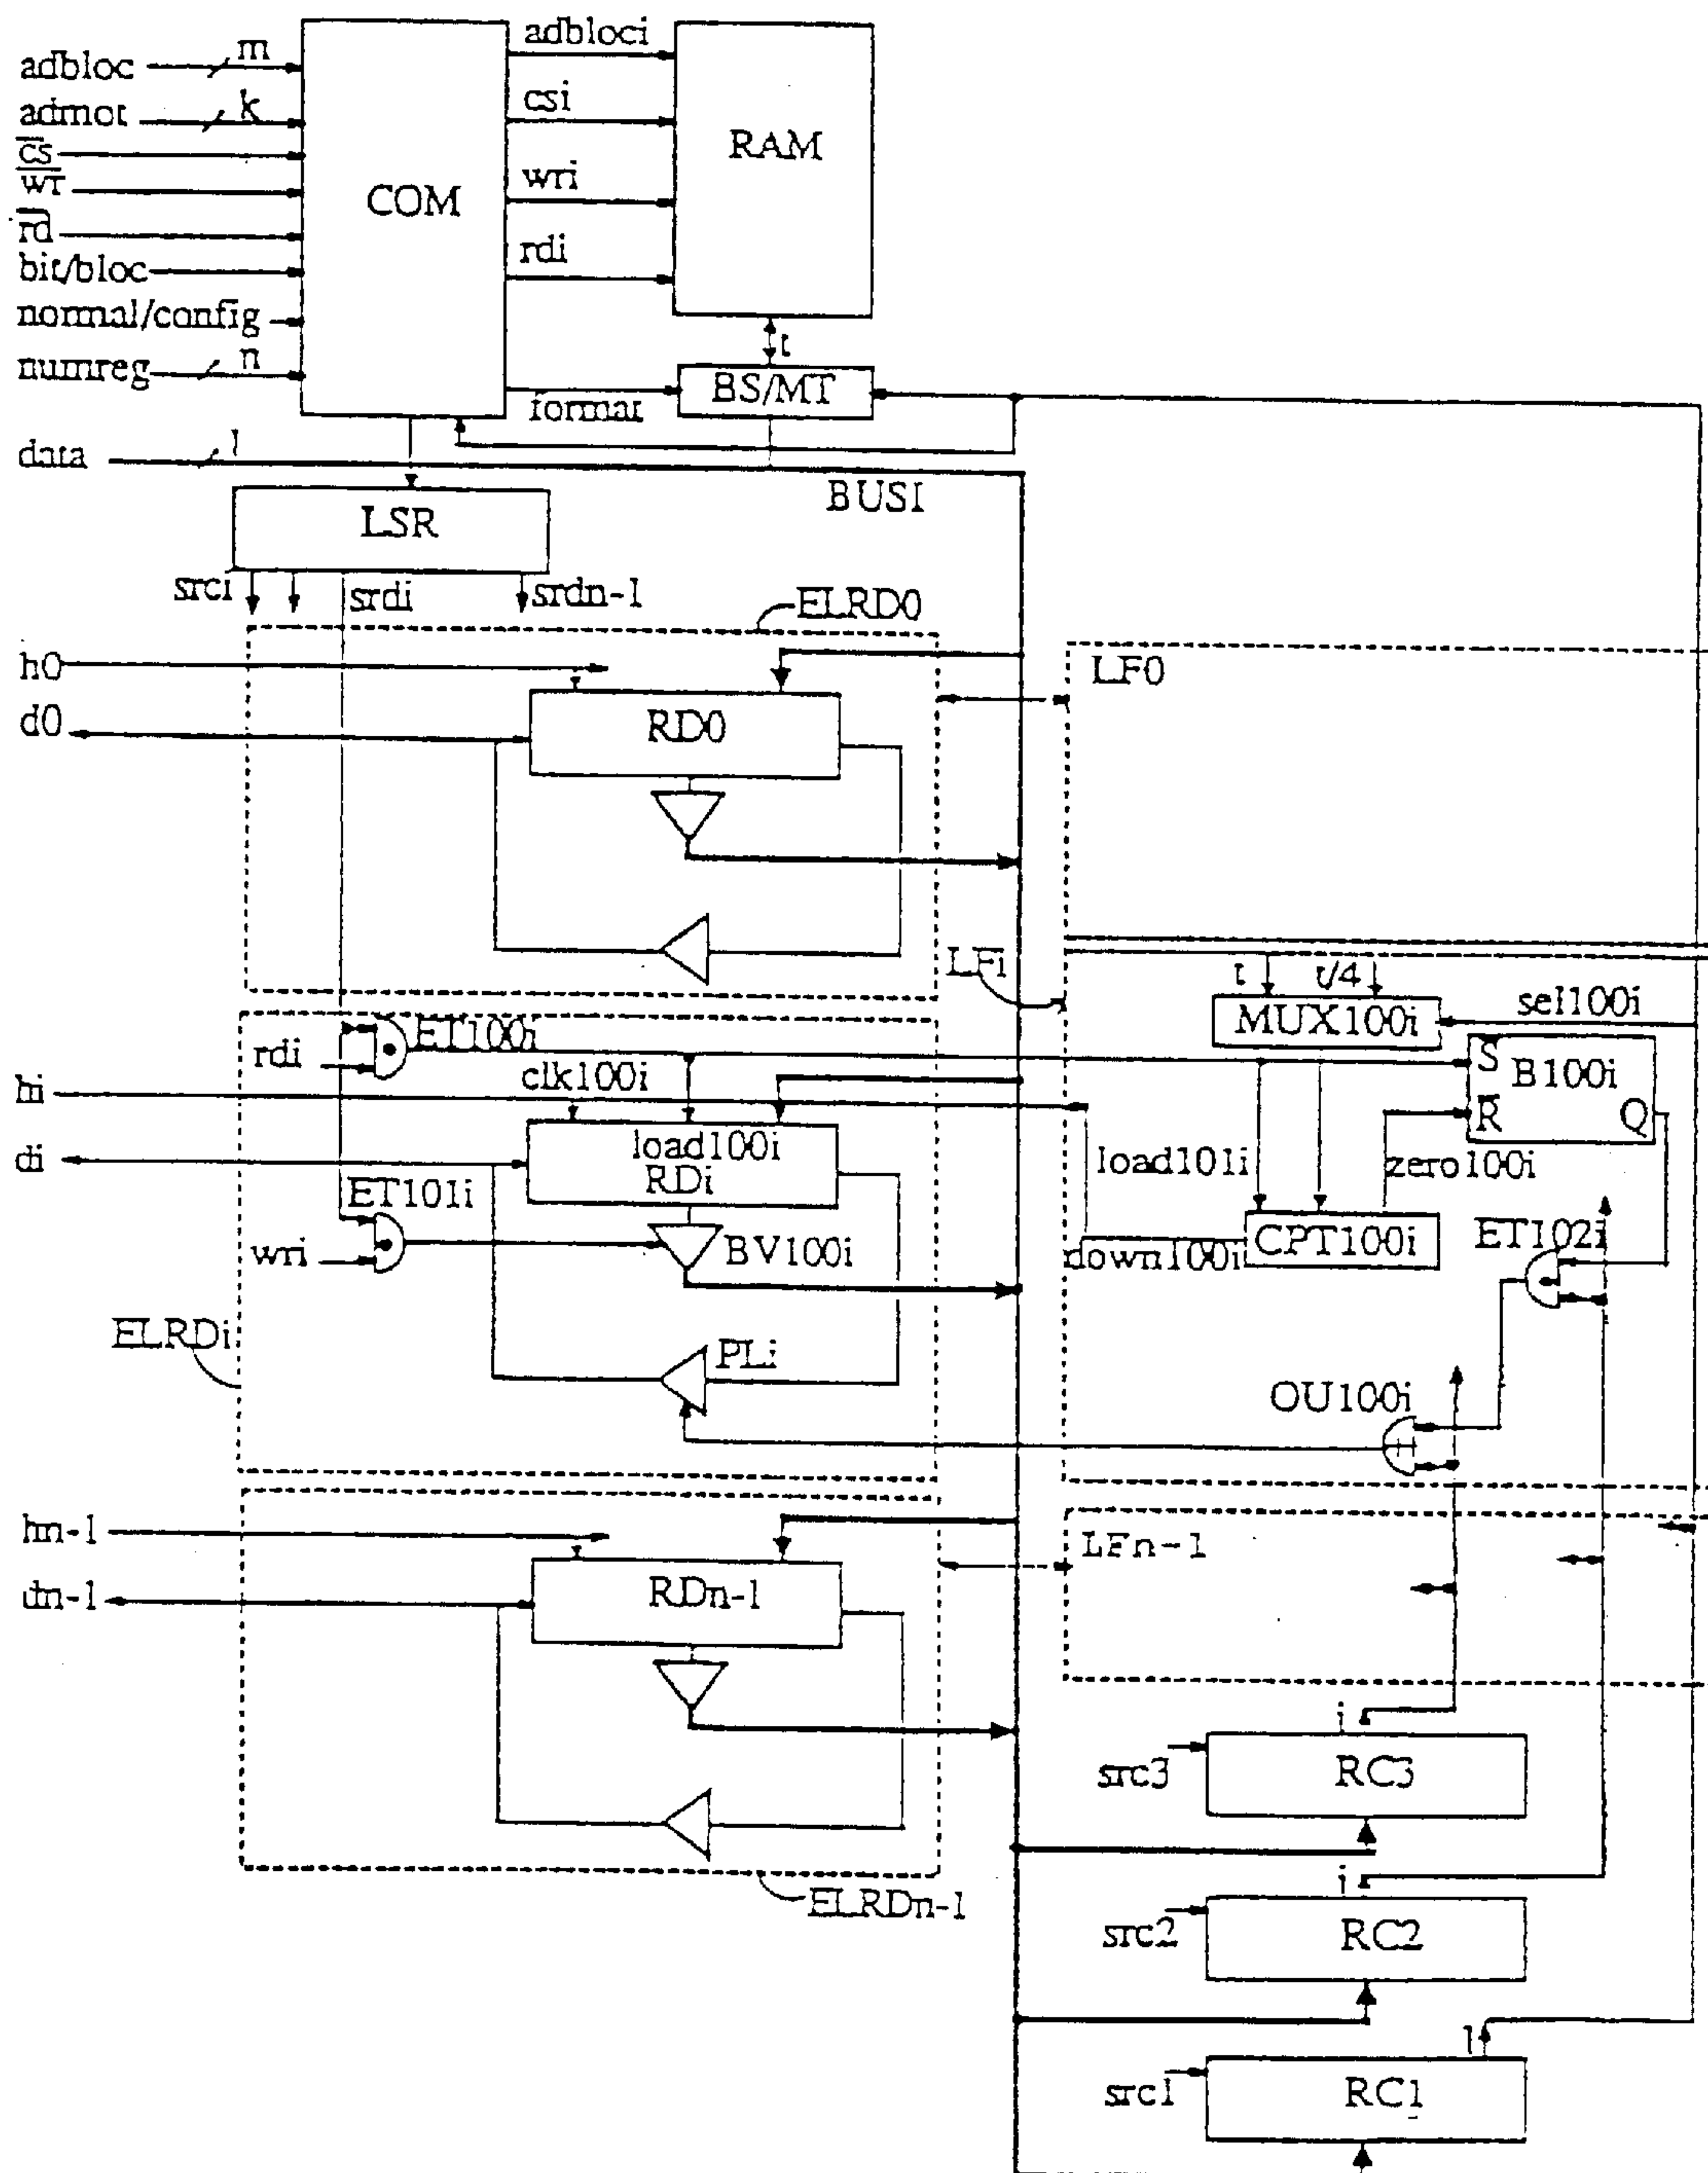 adbloc
m
admot
k
cs
wr
rd
bit/bloc
normal/config
numreg
n
data
COM
adbloci
csi
wri
rdi
format
RAM
t
BS/MT
BUSI
LSR
srci
srdi
srdn-1
ELRD0
h0
d0
RD0
LF0
LFi
t
t/4
MUX100i
sel100i
ET100i
rdi
clk100i
hi
S
B100i
R
Q
load100i
RDi
di
load101i
zero100i
ET101i
wri
BV100i
down100i
CPT100i
ET102i
ELRDi
PLi
OU100i
hn-1
dn-1
RDn-1
LFn-1
ELRDn-1
i
src3
RC3
i
src2
RC2
1
src1
RC1